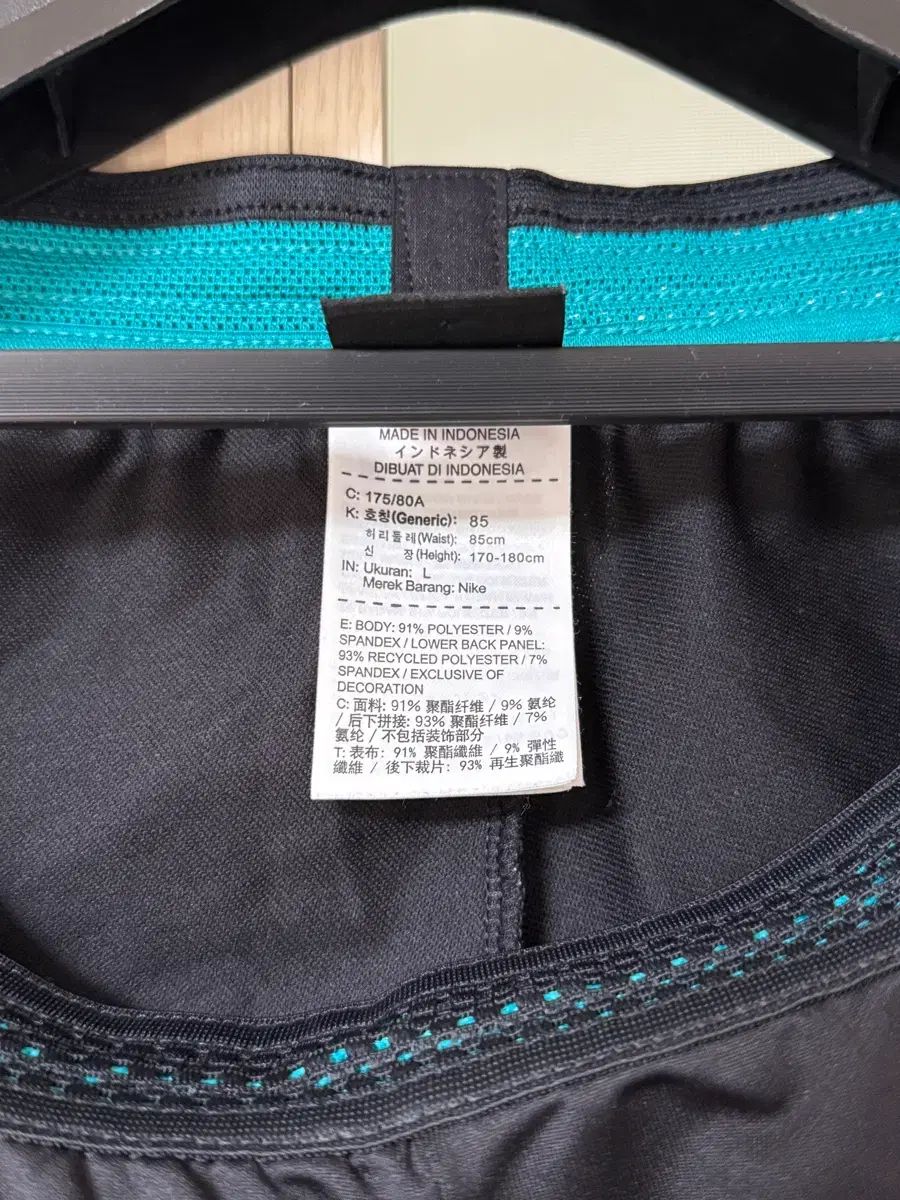 MADE IN INDONESIA
インドネシア製
DIBUAT DI INDONESIA
C: 175/80A
K: 호칭(Generic): 85
허리둘레(Waist): 85cm
신 장(Height): 170-180cm
IN: Ukuran: L
Merek Barang: Nike
E: BODY: 91% POLYESTER / 9%
SPANDEX / LOWER BACK PANEL:
93% RECYCLED POLYESTER / 7%
SPANDEX / EXCLUSIVE OF
DECORATION
C: 面料: 91% 聚酯纤维 / 9% 氨纶
/ 后下拼接: 93% 聚酯纤维 / 7%
氨纶 / 不包括装饰部分
T: 表布: 91% 聚酯纖維 / 9% 彈性
纖維 / 後下裁片: 93% 再生聚酯纖